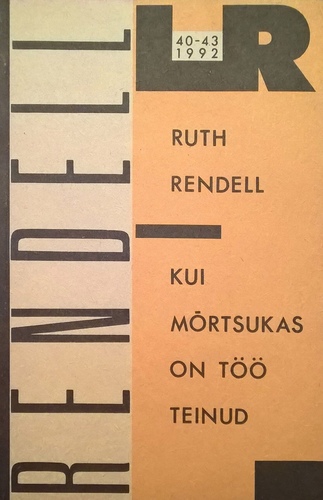 RENDELL
LR
40-43
1992
RUTH
RENDELL
KUI
MÕRTSUKAS
ON TÖÖ
TEINUD